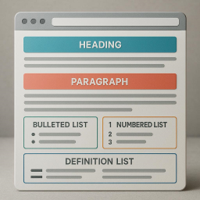 HEADING
PARAGRAPH
BULLETED LIST
1 NUMBERED LIST
2
3
DEFINITION LIST